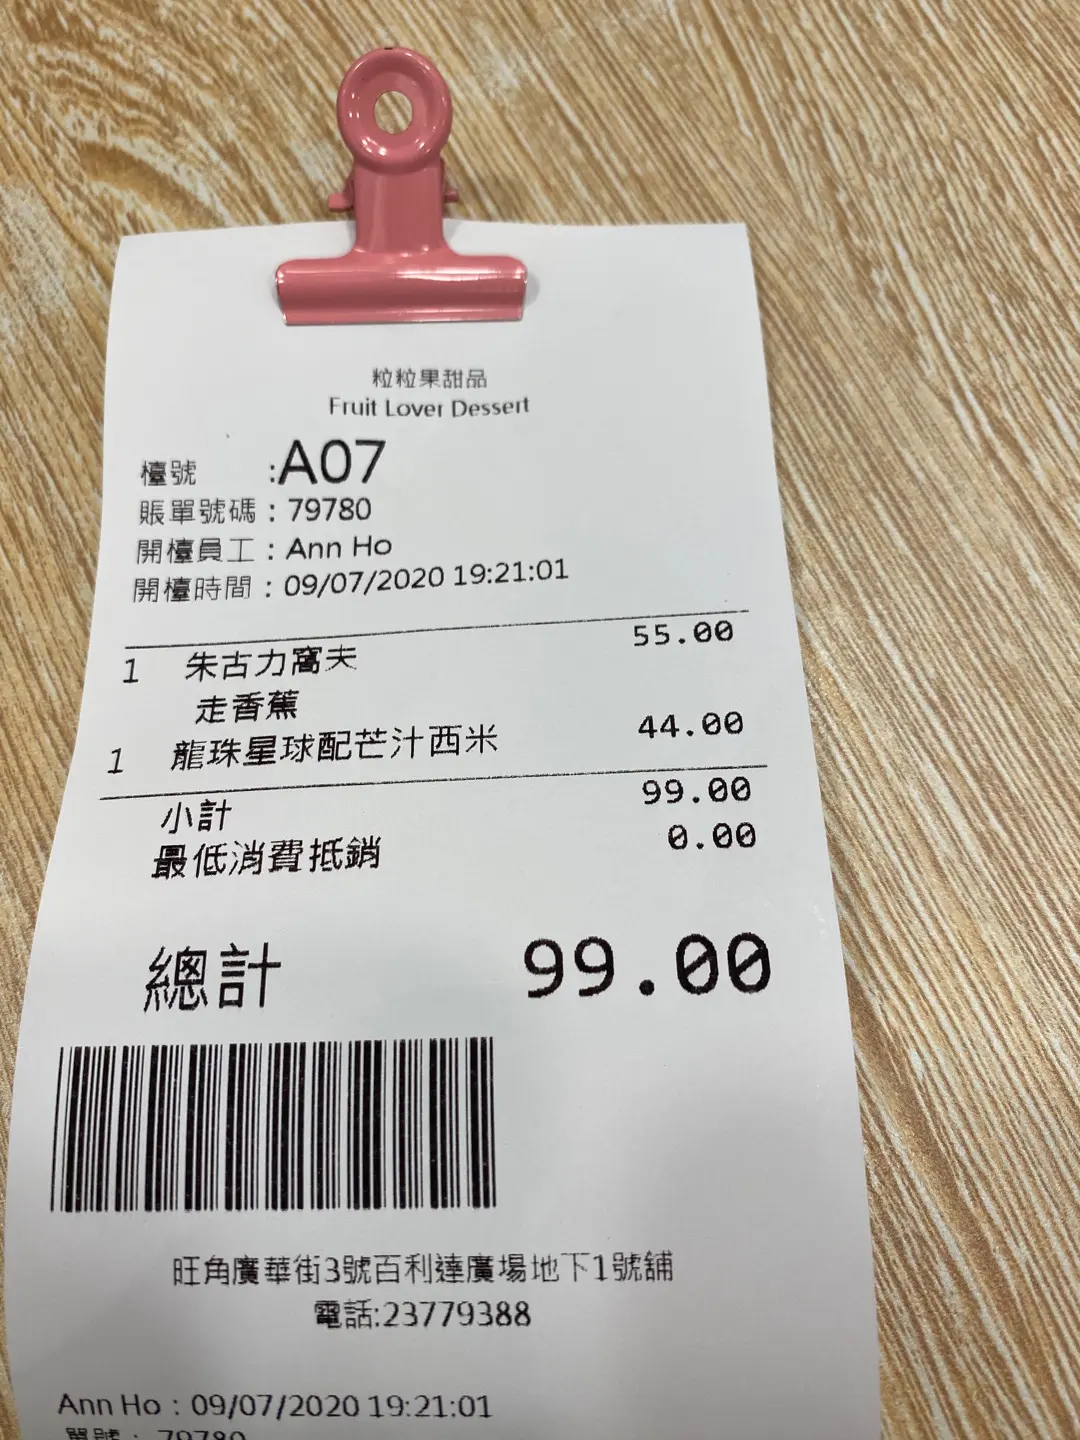 粒粒果甜品
Fruit Lover Dessert
檯號 :A07
賬單號碼 : 79780
開檯員工 : Ann Ho
開檯時間 : 09/07/2020 19:21:01
1 朱古力窩夫 55.00
走香蕉
1 龍珠星球配芒汁西米 44.00
小計 99.00
最低消費抵銷 0.00
總計 99.00
旺角廣華街3號百利達廣場地下1號舖
電話:23779388
Ann Ho : 09/07/2020 19:21:01
單號 : 79780